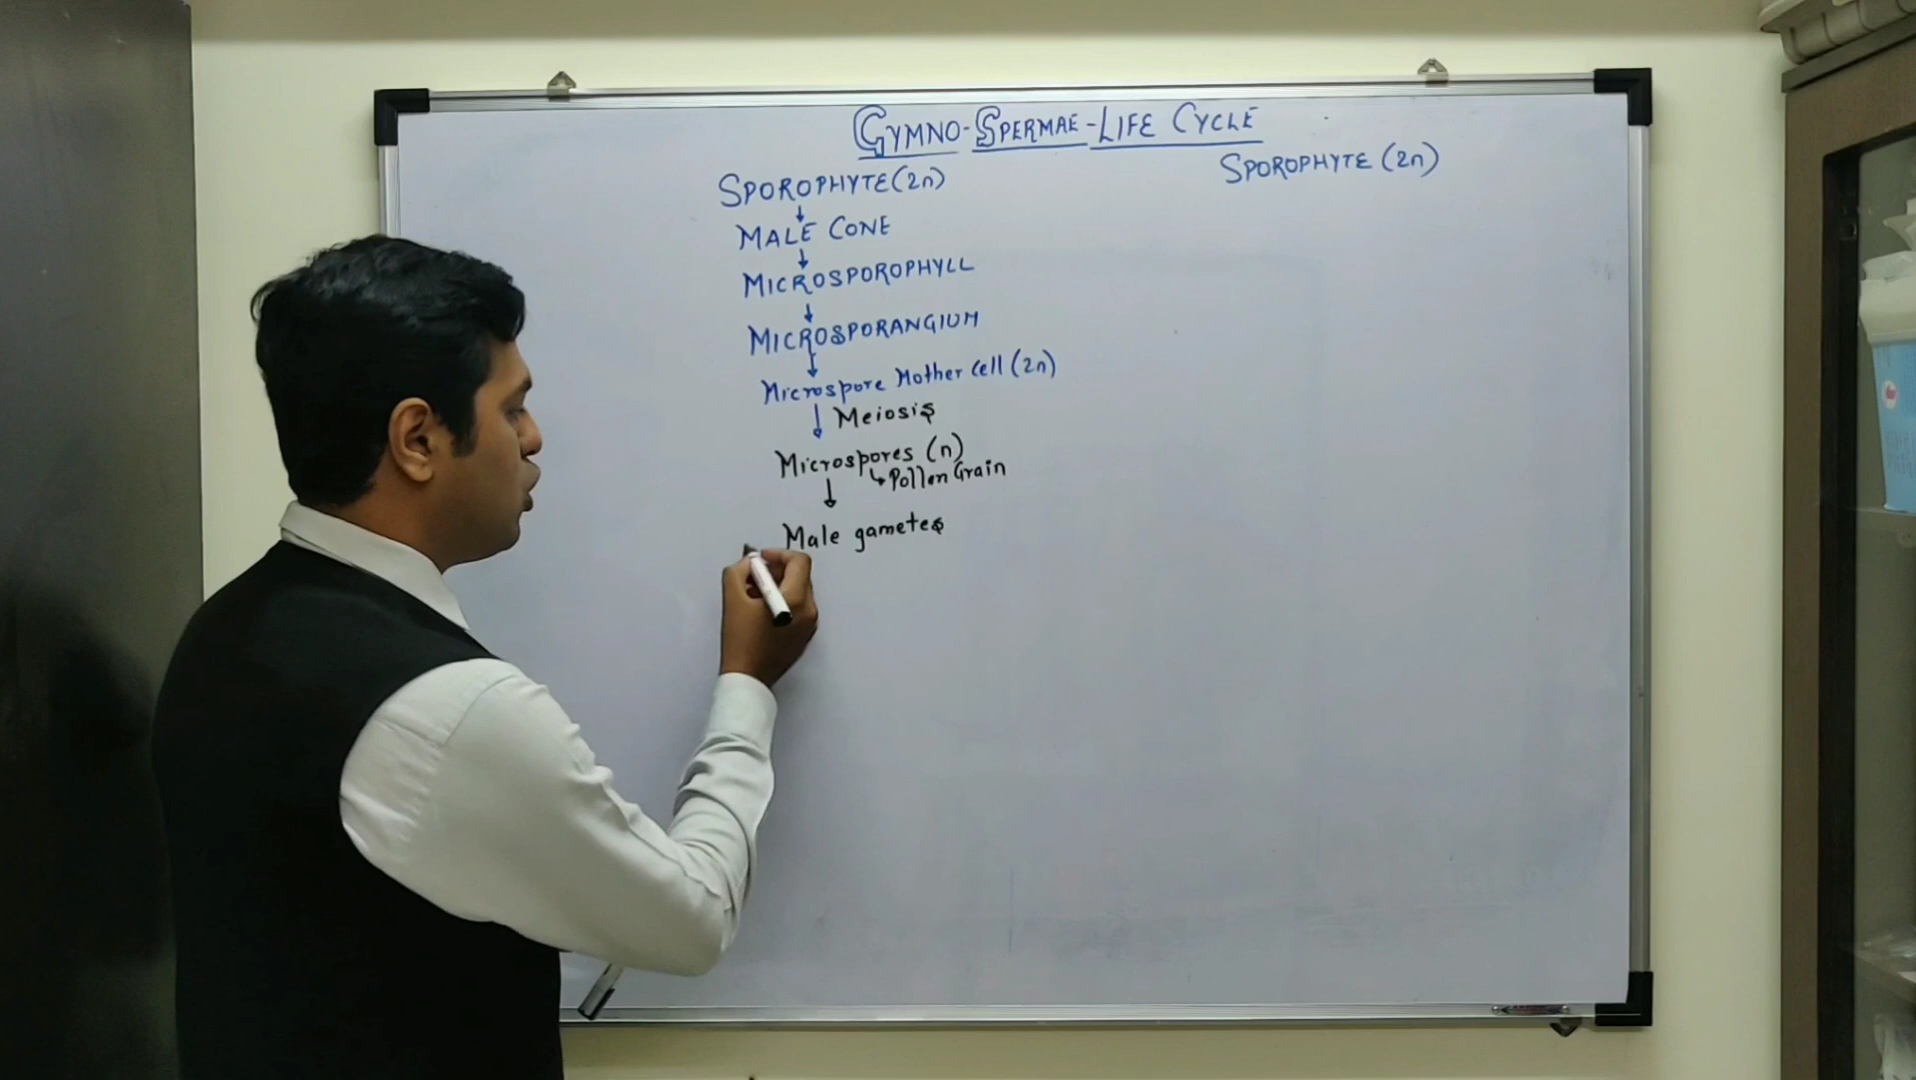 GYMNO-SPERMAE-LIFE CYCLE
SPOROPHYTE(2n)
MALE CONE
MICROSPOROPHYLL
MICROSPORANGIUM
Microspore Mother Cell (2n)
Meiosis
Microspores (n)
Pollen Grain
Male gametes
SPOROPHYTE (2n)